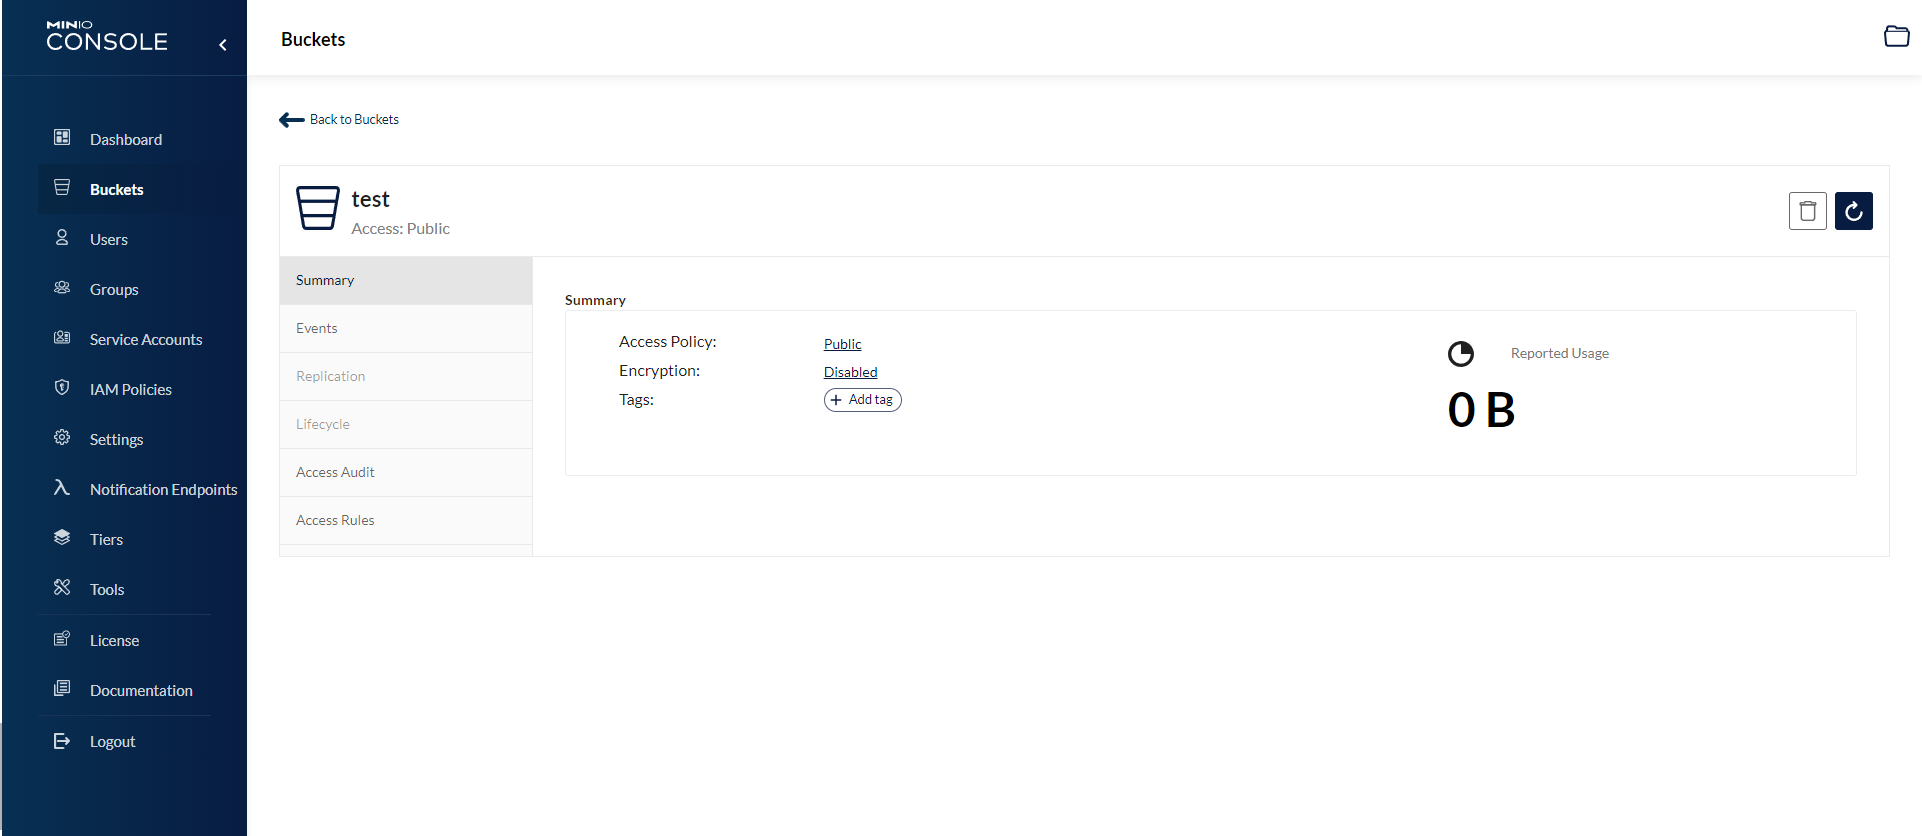 MINIO
CONSOLE
Buckets
Dashboard
Buckets
Users
Groups
Service Accounts
IAM Policies
Settings
Notification Endpoints
Tiers
Tools
License
Documentation
Logout
Back to Buckets
test
Access: Public
Summary
Events
Replication
Lifecycle
Access Audit
Access Rules
Summary
Access Policy: Public
Encryption: Disabled
Tags: + Add tag
Reported Usage
0 B